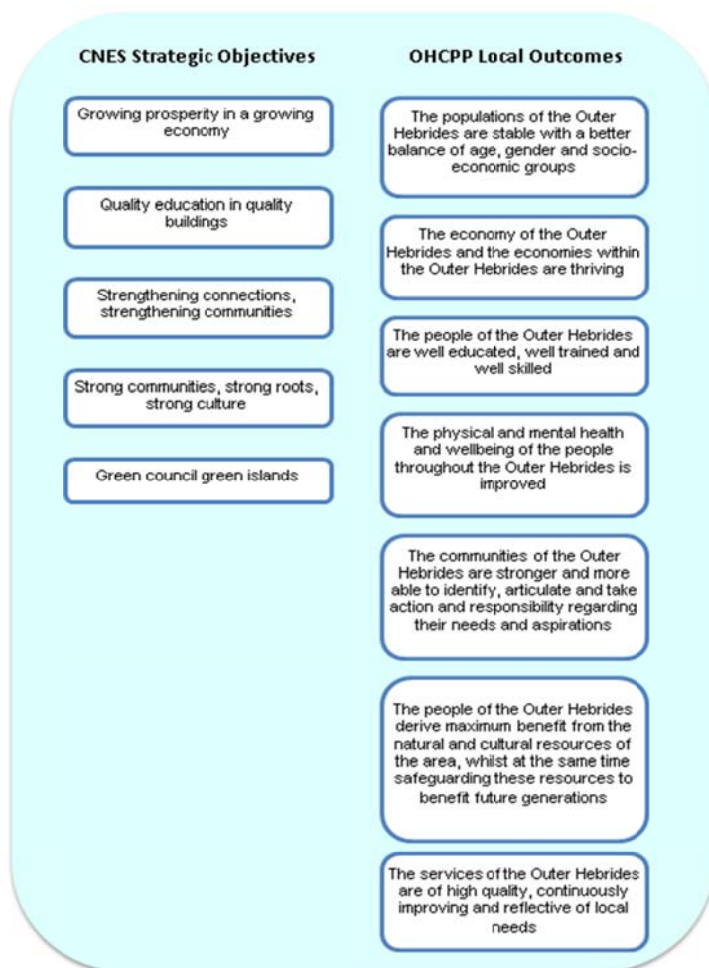 CNES Strategic Objectives
Growing prosperity in a growing
economy
Quality education in quality
buildings
Strengthening connections,
strengthening communities
Strong communities, strong roots,
strong culture
Green council green islands
OHCPP Local Outcomes
The populations of the Outer
Hebrides are stable with a better
balance of age, gender and socio-
economic groups
The economy of the Outer
Hebrides and the economies within
the Outer Hebrides are thriving
The people of the Outer Hebrides
are well educated, well trained and
well skilled
The physical and mental health
and wellbeing of the people
throughout the Outer Hebrides is
improved
The communities of the Outer
Hebrides are stronger and more
able to identify, articulate and take
action and responsibility regarding
their needs and aspirations
The people of the Outer Hebrides
derive maximum benefit from the
natural and cultural resources of
the area, whilst at the same time
safeguarding these resources to
benefit future generations
The services of the Outer Hebrides
are of high quality, continuously
improving and reflective of local
needs